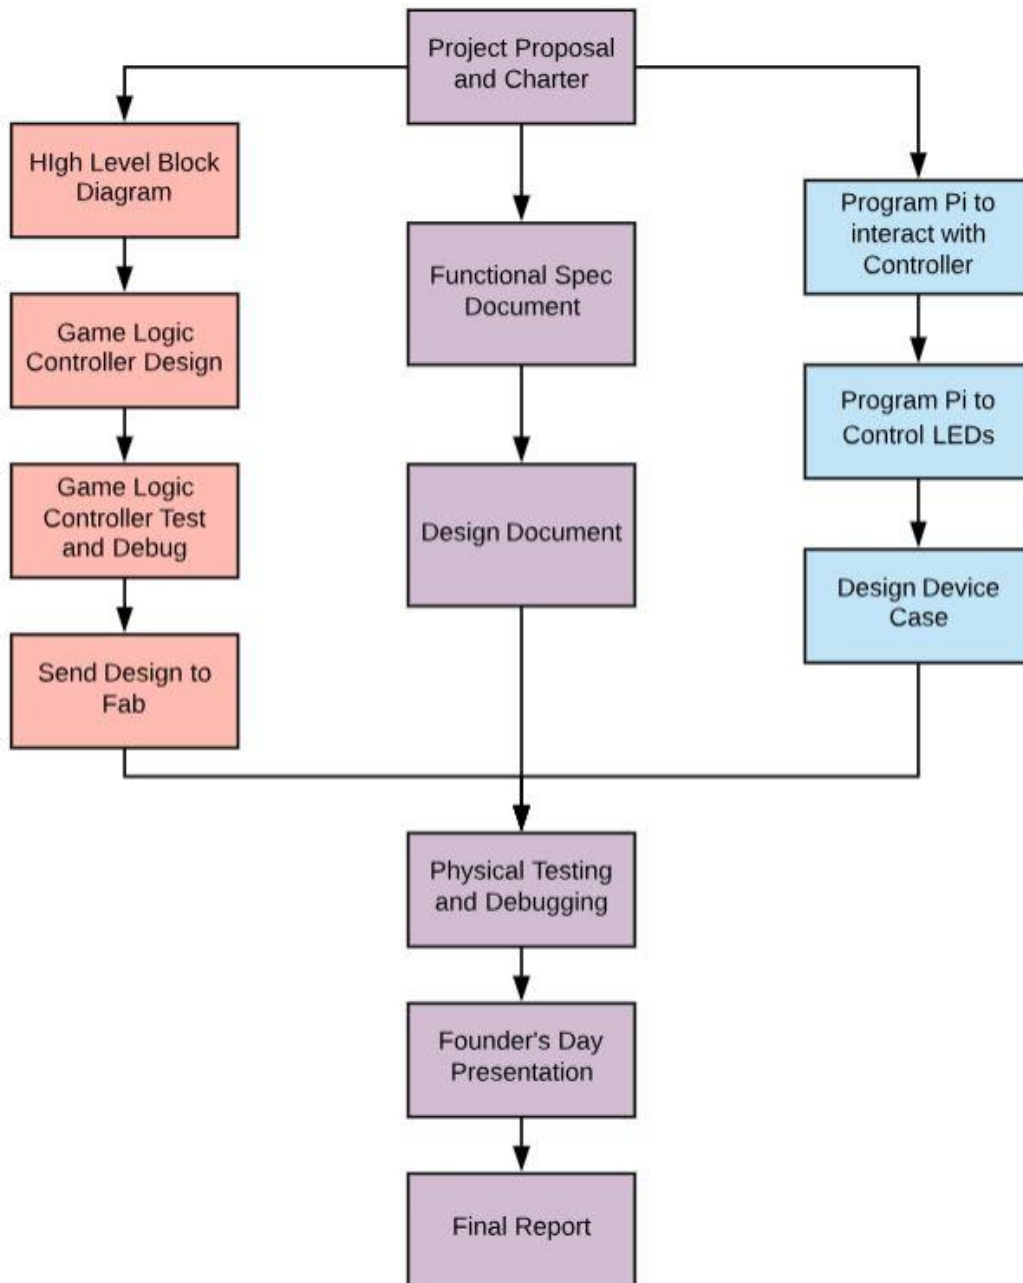 Project Proposal
and Charter
HIgh Level Block
Diagram
Game Logic
Controller Design
Game Logic
Controller Test
and Debug
Send Design to
Fab
Functional Spec
Document
Design Document
Program Pi to
interact with
Controller
Program Pi to
Control LEDs
Design Device
Case
Physical Testing
and Debugging
Founder's Day
Presentation
Final Report